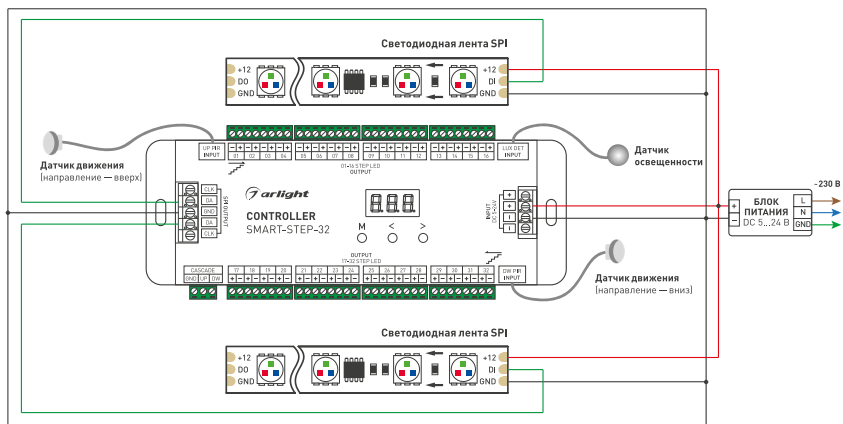 Светодиодная лента SPI
+12
DO
GND
+12
DI
GND
UP PIR
INPUT
- + - + - + - +
01 02 03 04
- + - + - + - +
05 06 07 08
- + - + - + - +
09 10 11 12
- + - + - + - +
13 14 15 16
LUX DET
INPUT
01-16 STEP LED
OUTPUT
Датчик движения
(направление — вверх)
Датчик
освещенности
CLK
DA
GND
DA
CLK
SPI OUTPUT
arlight
CONTROLLER
SMART-STEP-32
M < >
INPUT
DC 5-24V
+
+
-
-
~230 В
+
-
БЛОК
ПИТАНИЯ
DC 5...24 В
L
N
GND
CASCADE
GND UP DW
OUTPUT
17-32 STEP LED
17 18 19 20
+ - + - + - + -
21 22 23 24
+ - + - + - + -
25 26 27 28
+ - + - + - + -
29 30 31 32
+ - + - + - + -
DW PIR
INPUT
Датчик движения
(направление — вниз)
Светодиодная лента SPI
+12
DO
GND
+12
DI
GND